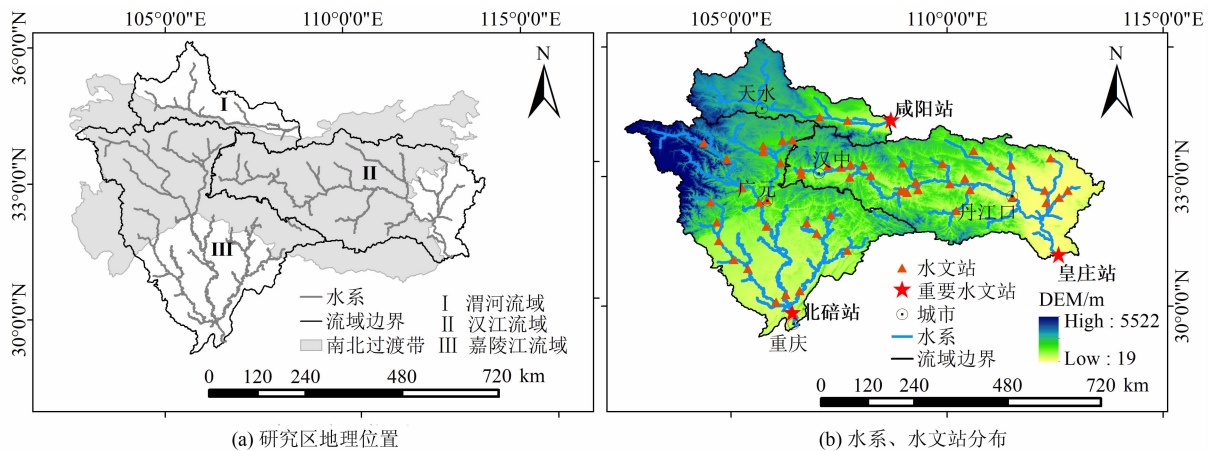 105°0'0"E 110°0'0"E 115°0'0"E
36°0'0"N
33°0'0"N
30°0'0"N
N
I
II
III
水系
流域边界
南北过渡带
I 渭河流域
II 汉江流域
III 嘉陵江流域
0 120 240 480 720 km
(a) 研究区地理位置
105°0'0"E 110°0'0"E 115°0'0"E
36°0'0"N
33°0'0"N
30°0'0"N
N
天水
咸阳站
汉中
广元
丹江口
皇庄站
北碚站
重庆
水文站
重要水文站
城市
水系
流域边界
DEM/m
High : 5522
Low : 19
0 120 240 480 720 km
(b) 水系、水文站分布